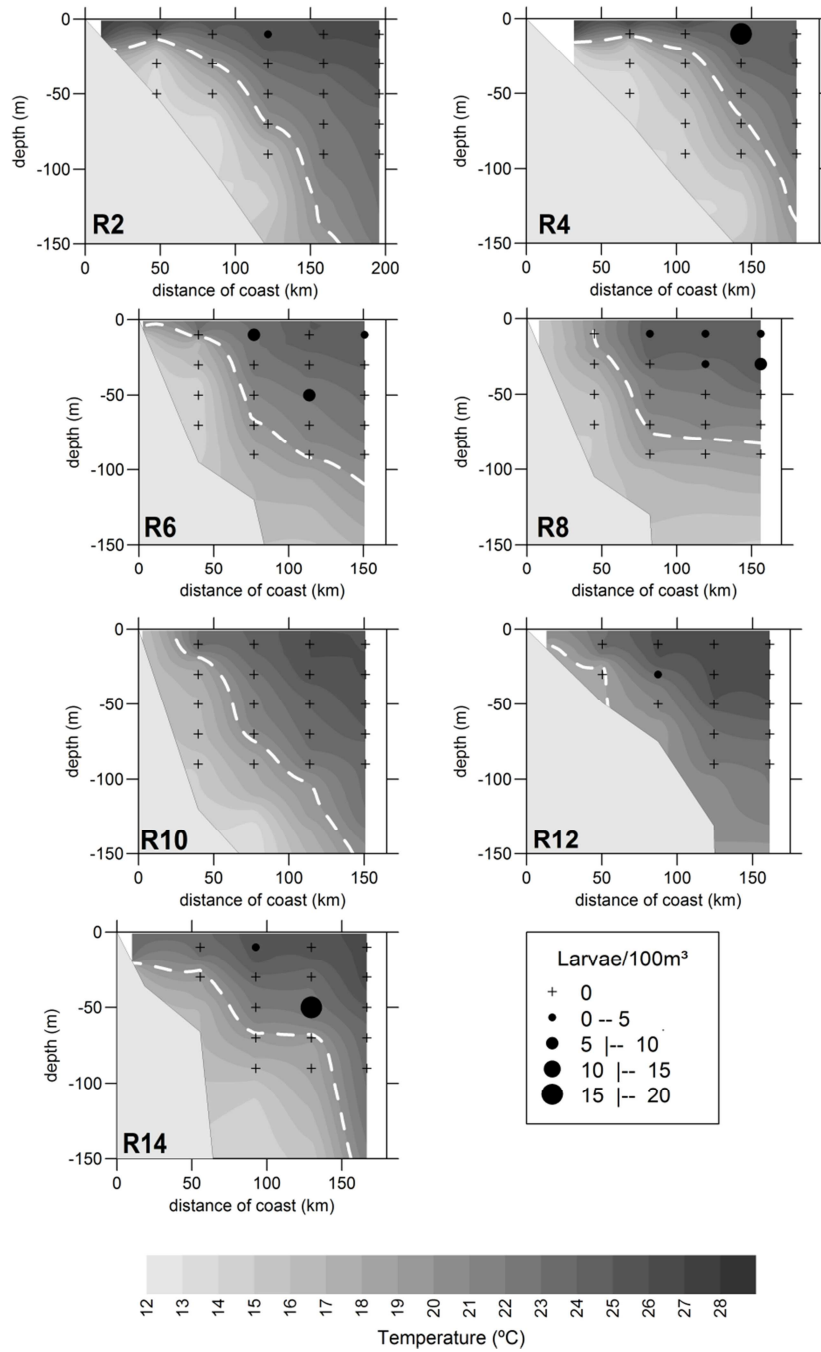 0
-50
-100
-150
depth (m)
R2
0 50 100 150 200
distance of coast (km)
0
-50
-100
-150
depth (m)
R4
0 50 100 150
distance of coast (km)
0
-50
-100
-150
depth (m)
R6
0 50 100 150
distance of coast (km)
0
-50
-100
-150
depth (m)
R8
0 50 100 150
distance of coast (km)
0
-50
-100
-150
depth (m)
R10
0 50 100 150
distance of coast (km)
0
-50
-100
-150
depth (m)
R12
0 50 100 150
distance of coast (km)
0
-50
-100
-150
depth (m)
R14
0 50 100 150
distance of coast (km)
Larvae/100m³
+ 0
0 -- 5
5 |-- 10
10 |-- 15
15 |-- 20
12 13 14 15 16 17 18 19 20 21 22 23 24 25 26 27 28
Temperature (ºC)